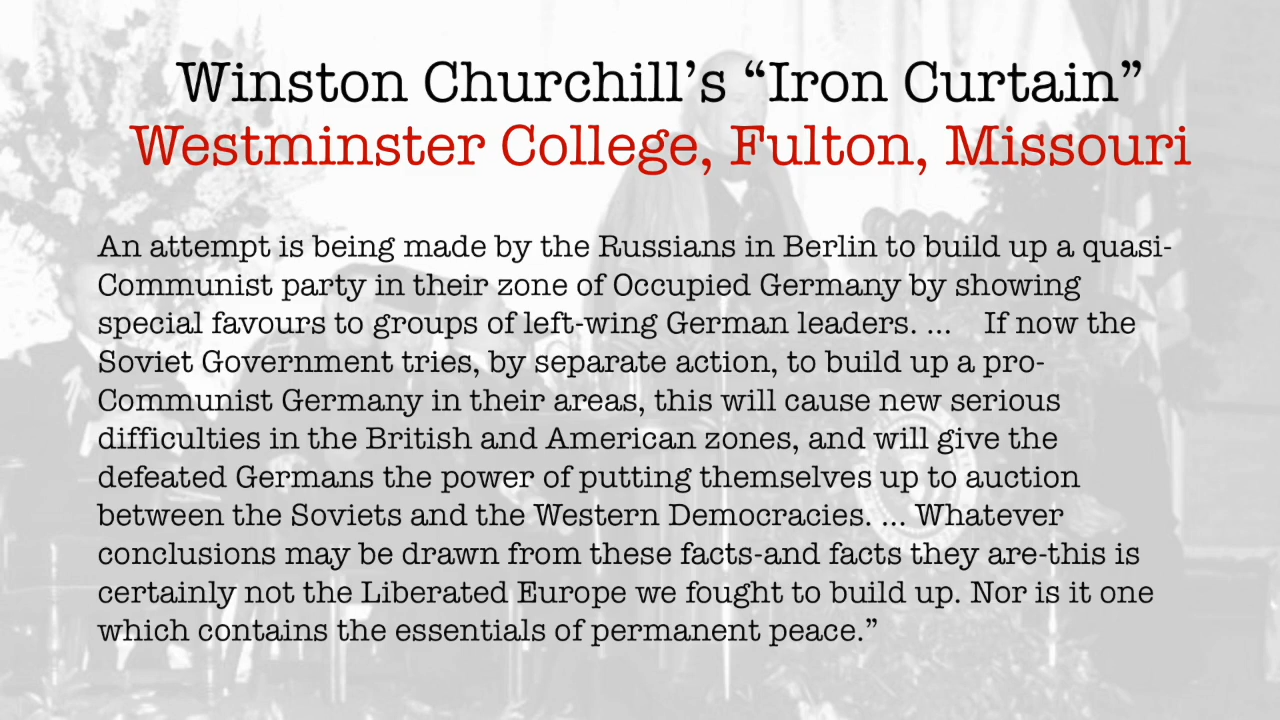 Winston Churchill’s “Iron Curtain”
Westminster College, Fulton, Missouri
An attempt is being made by the Russians in Berlin to build up a quasi-
Communist party in their zone of Occupied Germany by showing
special favours to groups of left-wing German leaders. ... If now the
Soviet Government tries, by separate action, to build up a pro-
Communist Germany in their areas, this will cause new serious
difficulties in the British and American zones, and will give the
defeated Germans the power of putting themselves up to auction
between the Soviets and the Western Democracies. ... Whatever
conclusions may be drawn from these facts-and facts they are-this is
certainly not the Liberated Europe we fought to build up. Nor is it one
which contains the essentials of permanent peace.”